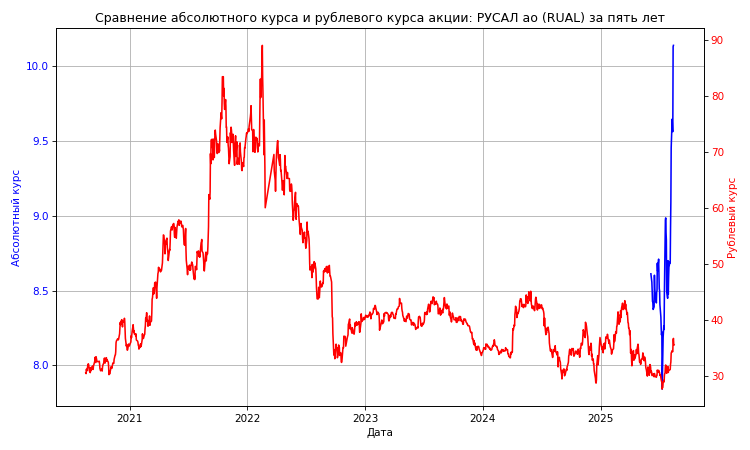 Сравнение абсолютного курса и рублевого курса акции: РУСАЛ ао (RUAL) за пять лет
Абсолютный курс
10.0
9.5
9.0
8.5
8.0
90
80
70
60
50
40
30
Рублевый курс
2021 2022 2023 2024 2025
Дата